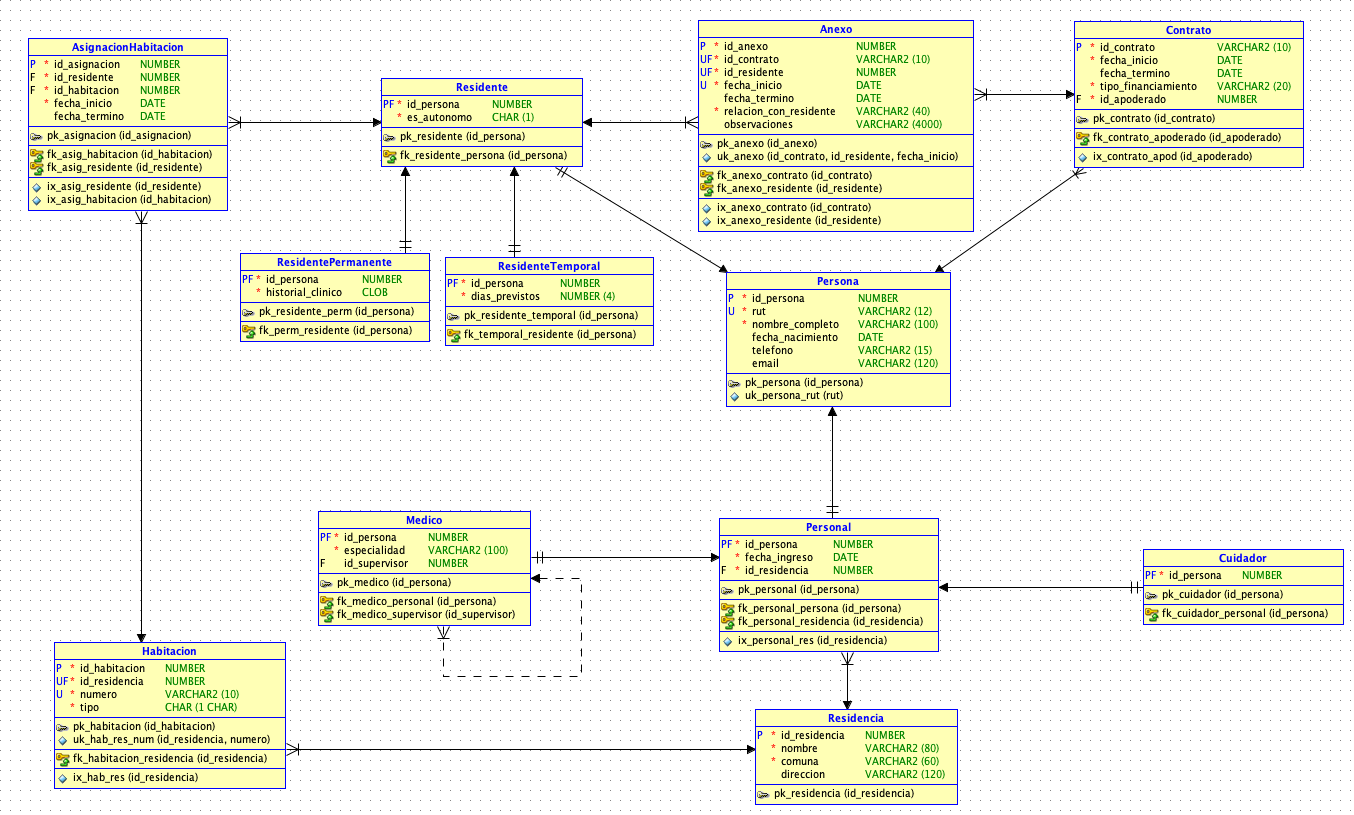 AsignacionHabitacion
P * id_asignacion NUMBER
F * id_residente NUMBER
F * id_habitacion NUMBER
* fecha_inicio DATE
fecha_termino DATE
pk_asignacion (id_asignacion)
fk_asig_habitacion (id_habitacion)
fk_asig_residente (id_residente)
ix_asig_residente (id_residente)
ix_asig_habitacion (id_habitacion)
Residente
PF * id_persona NUMBER
* es_autonomo CHAR (1)
pk_residente (id_persona)
fk_residente_persona (id_persona)
Anexo
P * id_anexo NUMBER
UF * id_contrato VARCHAR2 (10)
UF * id_residente NUMBER
U * fecha_inicio DATE
fecha_termino DATE
* relacion_con_residente VARCHAR2 (40)
observaciones VARCHAR2 (4000)
pk_anexo (id_anexo)
uk_anexo (id_contrato, id_residente, fecha_inicio)
fk_anexo_contrato (id_contrato)
fk_anexo_residente (id_residente)
ix_anexo_contrato (id_contrato)
ix_anexo_residente (id_residente)
Contrato
P * id_contrato VARCHAR2 (10)
* fecha_inicio DATE
fecha_termino DATE
* tipo_financiamiento VARCHAR2 (20)
F * id_apoderado NUMBER
pk_contrato (id_contrato)
fk_contrato_apoderado (id_apoderado)
ix_contrato_apod (id_apoderado)
ResidentePermanente
PF * id_persona NUMBER
* historial_clinico CLOB
pk_residente_perm (id_persona)
fk_perm_residente (id_persona)
ResidenteTemporal
PF * id_persona NUMBER
* dias_previstos NUMBER (4)
pk_residente_temporal (id_persona)
fk_temporal_residente (id_persona)
Persona
P * id_persona NUMBER
U * rut VARCHAR2 (12)
* nombre_completo VARCHAR2 (100)
fecha_nacimiento DATE
telefono VARCHAR2 (15)
email VARCHAR2 (120)
pk_persona (id_persona)
uk_persona_rut (rut)
Medico
PF * id_persona NUMBER
* especialidad VARCHAR2 (100)
F id_supervisor NUMBER
pk_medico (id_persona)
fk_medico_personal (id_persona)
fk_medico_supervisor (id_supervisor)
Personal
PF * id_persona NUMBER
* fecha_ingreso DATE
F * id_residencia NUMBER
pk_personal (id_persona)
fk_personal_persona (id_persona)
fk_personal_residencia (id_residencia)
ix_personal_res (id_residencia)
Cuidador
PF * id_persona NUMBER
pk_cuidador (id_persona)
fk_cuidador_personal (id_persona)
Habitacion
P * id_habitacion NUMBER
UF * id_residencia NUMBER
U * numero VARCHAR2 (10)
* tipo CHAR (1 CHAR)
pk_habitacion (id_habitacion)
uk_hab_res_num (id_residencia, numero)
fk_habitacion_residencia (id_residencia)
ix_hab_res (id_residencia)
Residencia
P * id_residencia NUMBER
* nombre VARCHAR2 (80)
* comuna VARCHAR2 (60)
direccion VARCHAR2 (120)
pk_residencia (id_residencia)